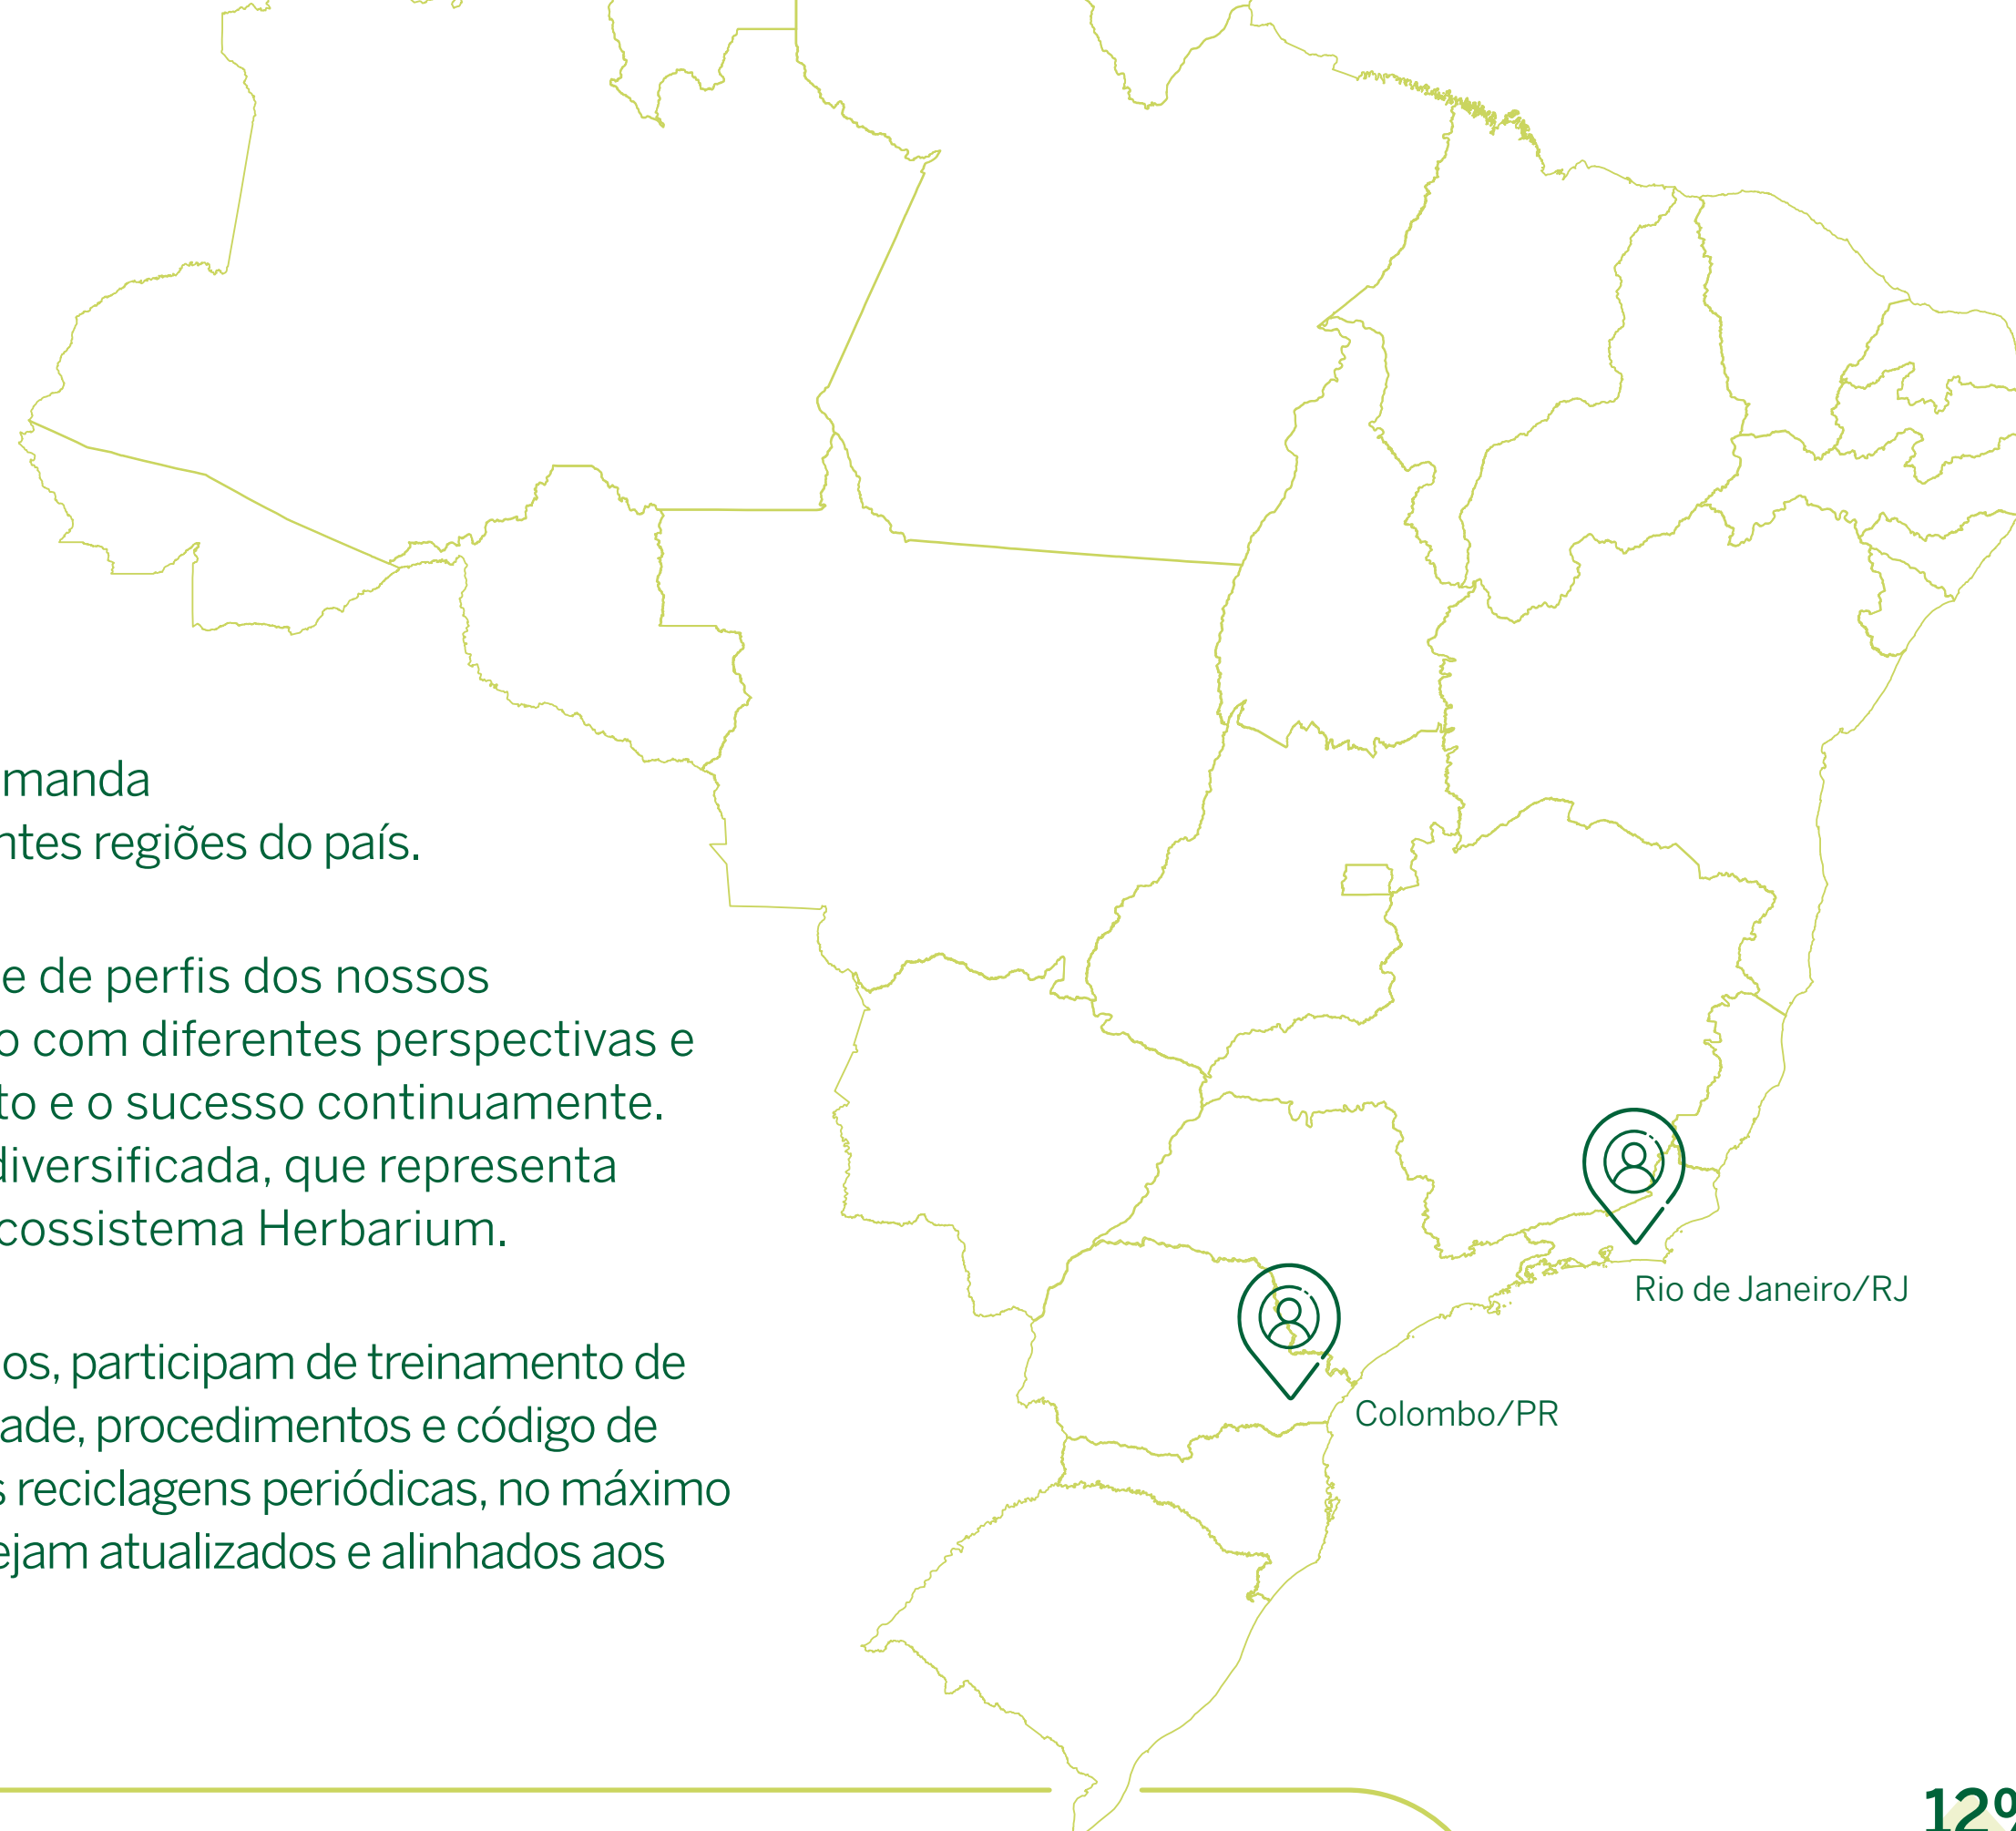 manda
ntes regiões do país.
e de perfis dos nossos
o com diferentes perspectivas e
to e o sucesso continuamente.
diversificada, que representa
cossistema Herbarium.
os, participam de treinamento de
ade, procedimentos e código de
s reciclagens periódicas, no máximo
ejam atualizados e alinhados aos
Rio de Janeiro/RJ
Colombo/PR
12º